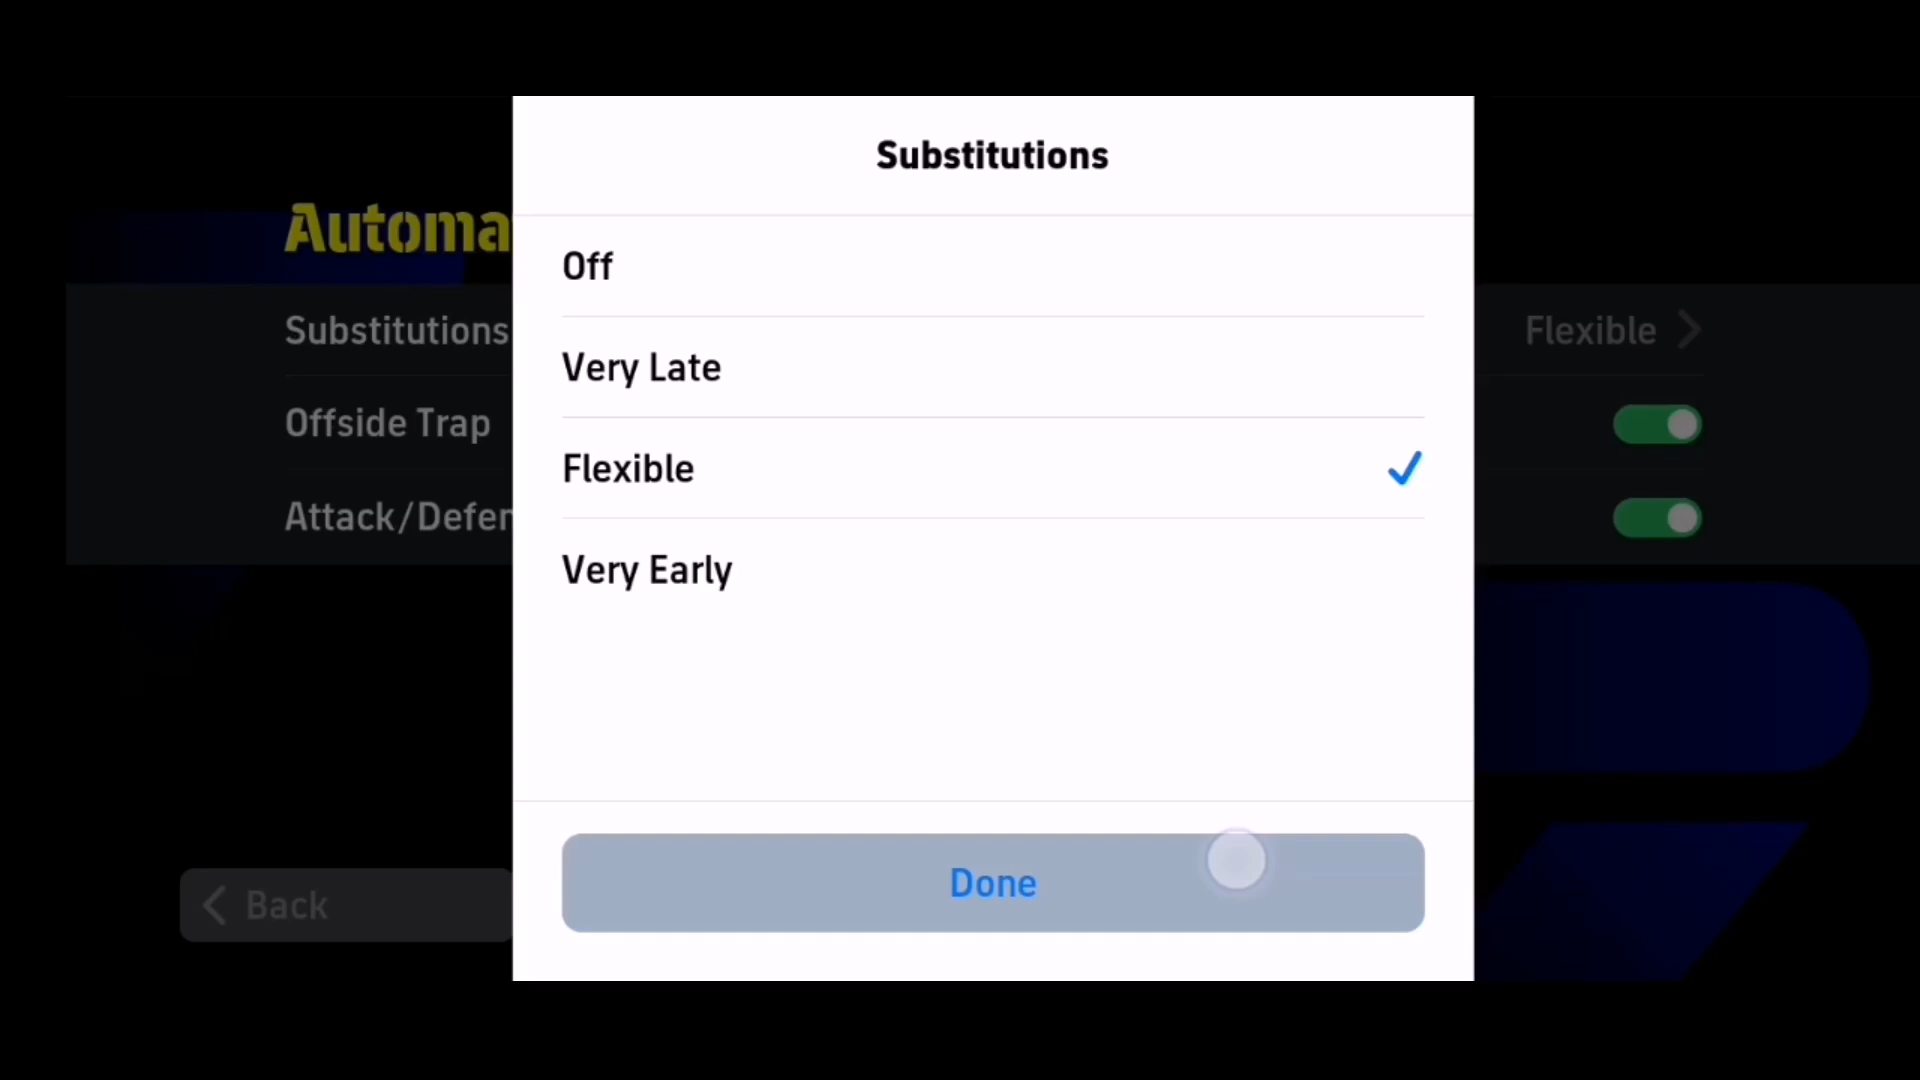 Substitutions
Off
Very Late
Flexible
Very Early
Done
Automa
Substitutions
Flexible
Offside Trap
Attack/Defen
Back